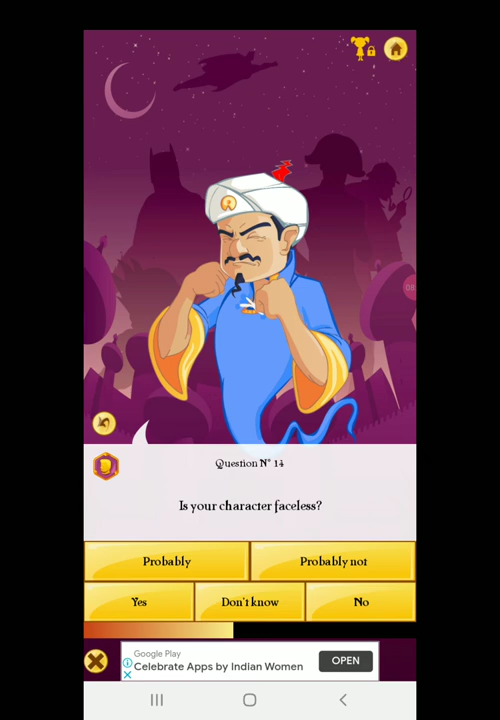 Question N° 14
Is your character faceless?
Probably
Probably not
Yes
Don't know
No
Google Play
Celebrate Apps by Indian Women
OPEN